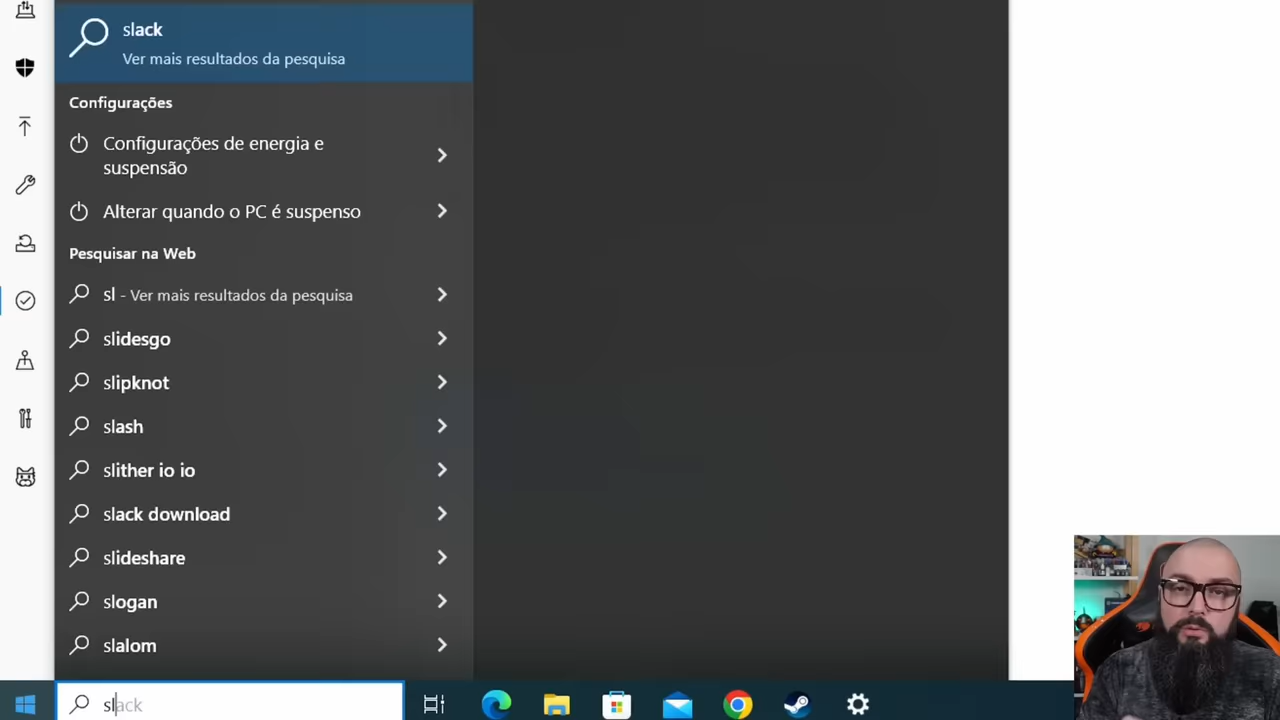 slack
Ver mais resultados da pesquisa
Configurações
Configurações de energia e
suspensão
Alterar quando o PC é suspenso
Pesquisar na Web
sl - Ver mais resultados da pesquisa
slidesgo
slipknot
slash
slither io io
slack download
slideshare
slogan
slalom
slack